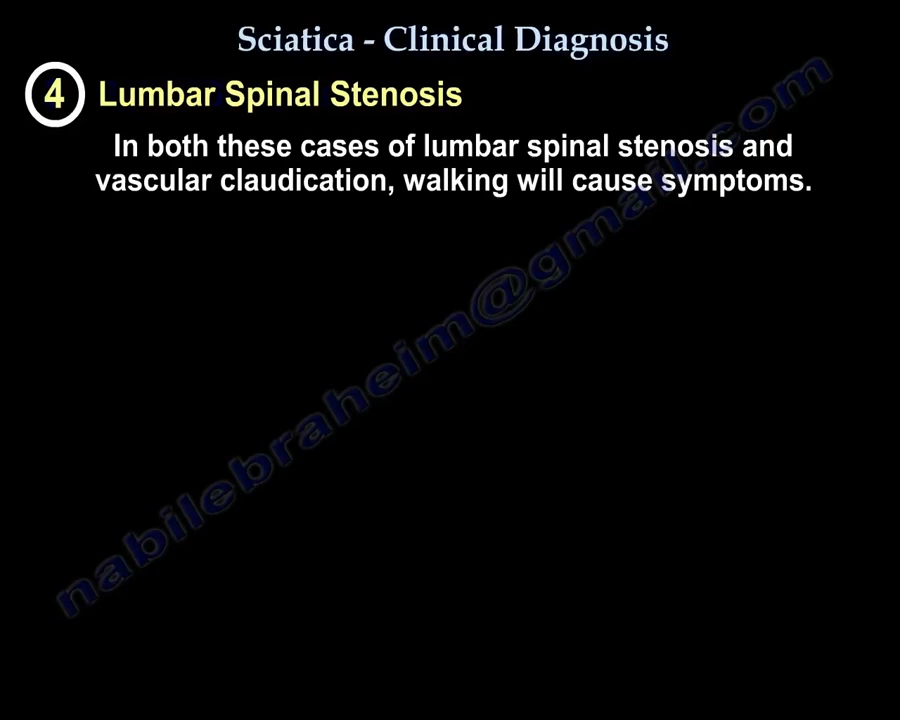 Sciatica - Clinical Diagnosis
4 Lumbar Spinal Stenosis
In both these cases of lumbar spinal stenosis and
vascular claudication, walking will cause symptoms.
nabilebraheim@gmail.com